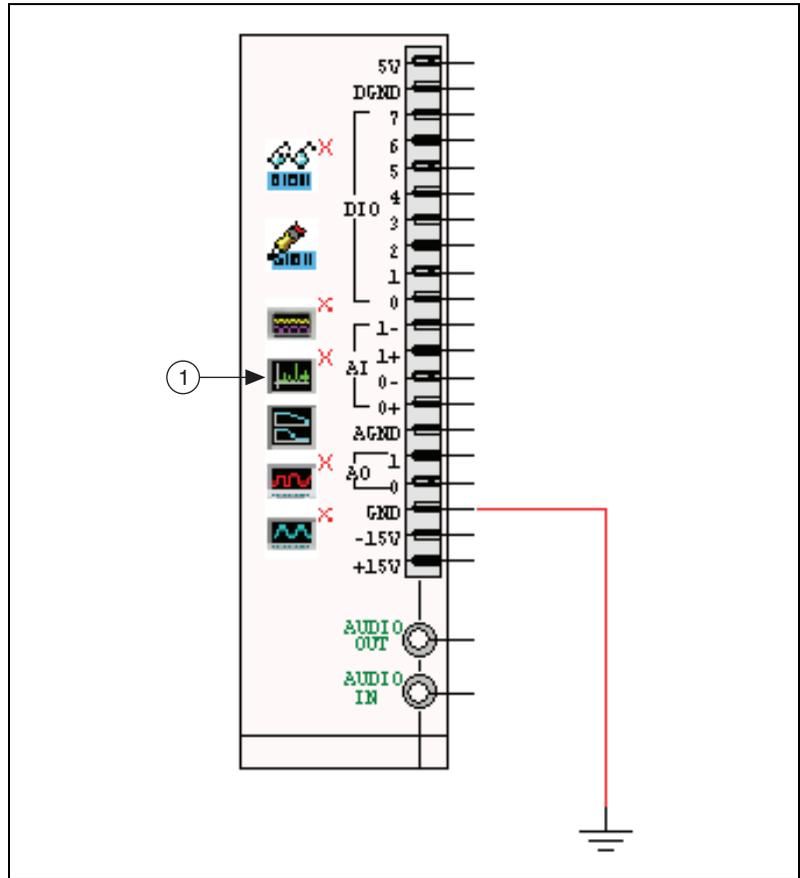 5V
DGND
7
6
5
DIO
4
3
2
1
0
1-
AI
1+
0-
0+
AGND
AO
1
0
GND
-15V
+15V
AUDIO
OUT
AUDIO
IN
1